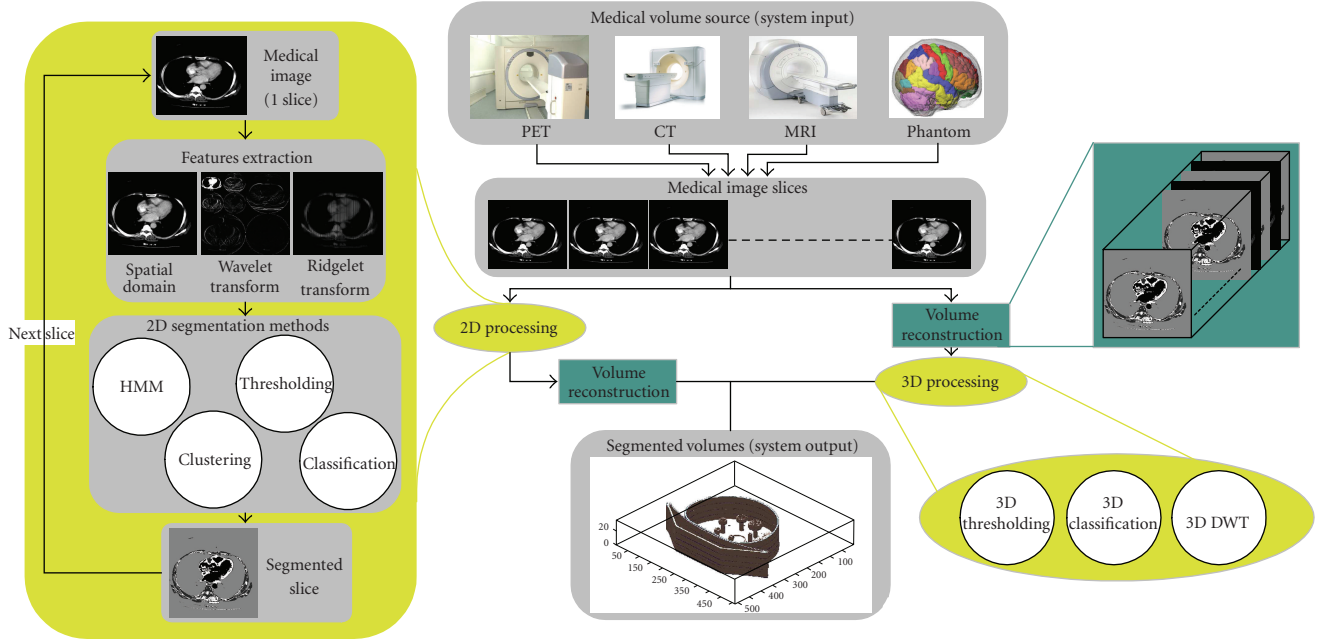 Medical
image
(1 slice)
Features extraction
Spatial
domain
Wavelet
transform
Ridgelet
transform
Next slice
2D segmentation methods
HMM
Thresholding
Clustering
Classification
Segmented
slice
Medical volume source (system input)
PET
CT
MRI
Phantom
Medical image slices
2D processing
Volume
reconstruction
Volume
reconstruction
3D processing
Segmented volumes (system output)
20
0
50
150
250
350
450
500
400
300
200
100
3D
thresholding
3D
classification
3D DWT